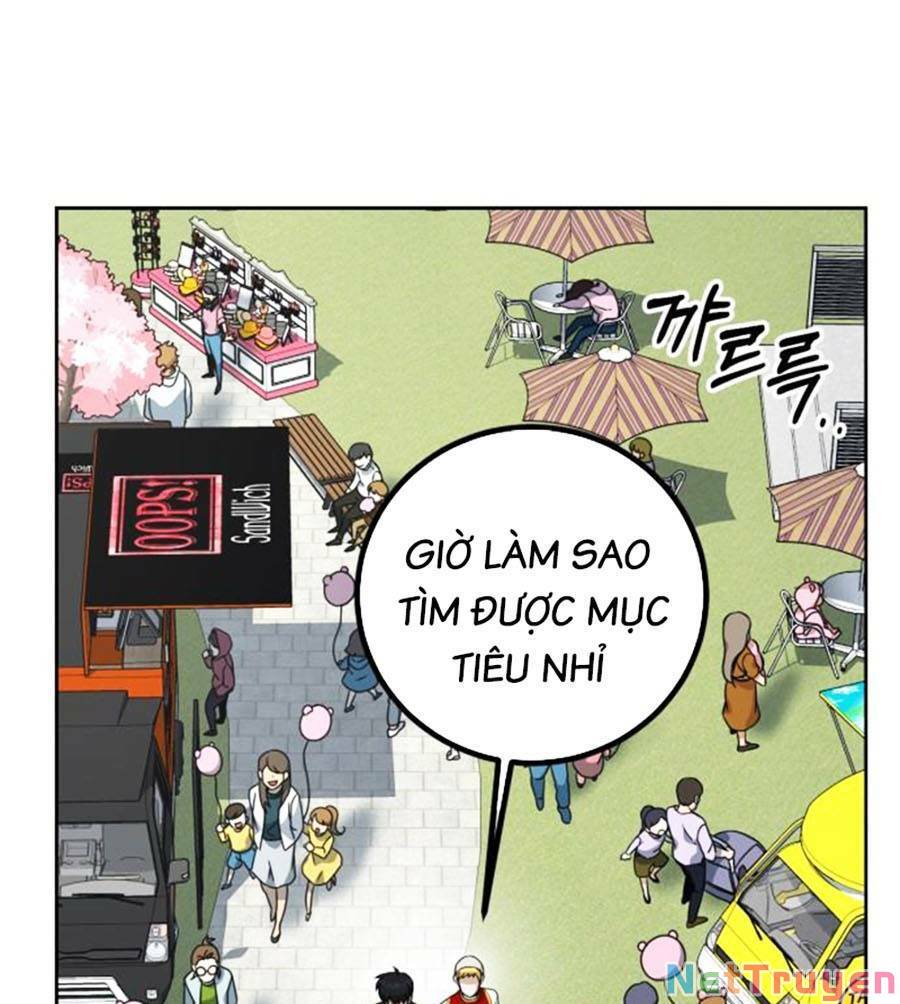 꺄르륵..
OOPS!
SandWich
GIỜ LÀM SAO
TÌM ĐƯỢC MỤC
TIÊU NHỈ
NetTruyen